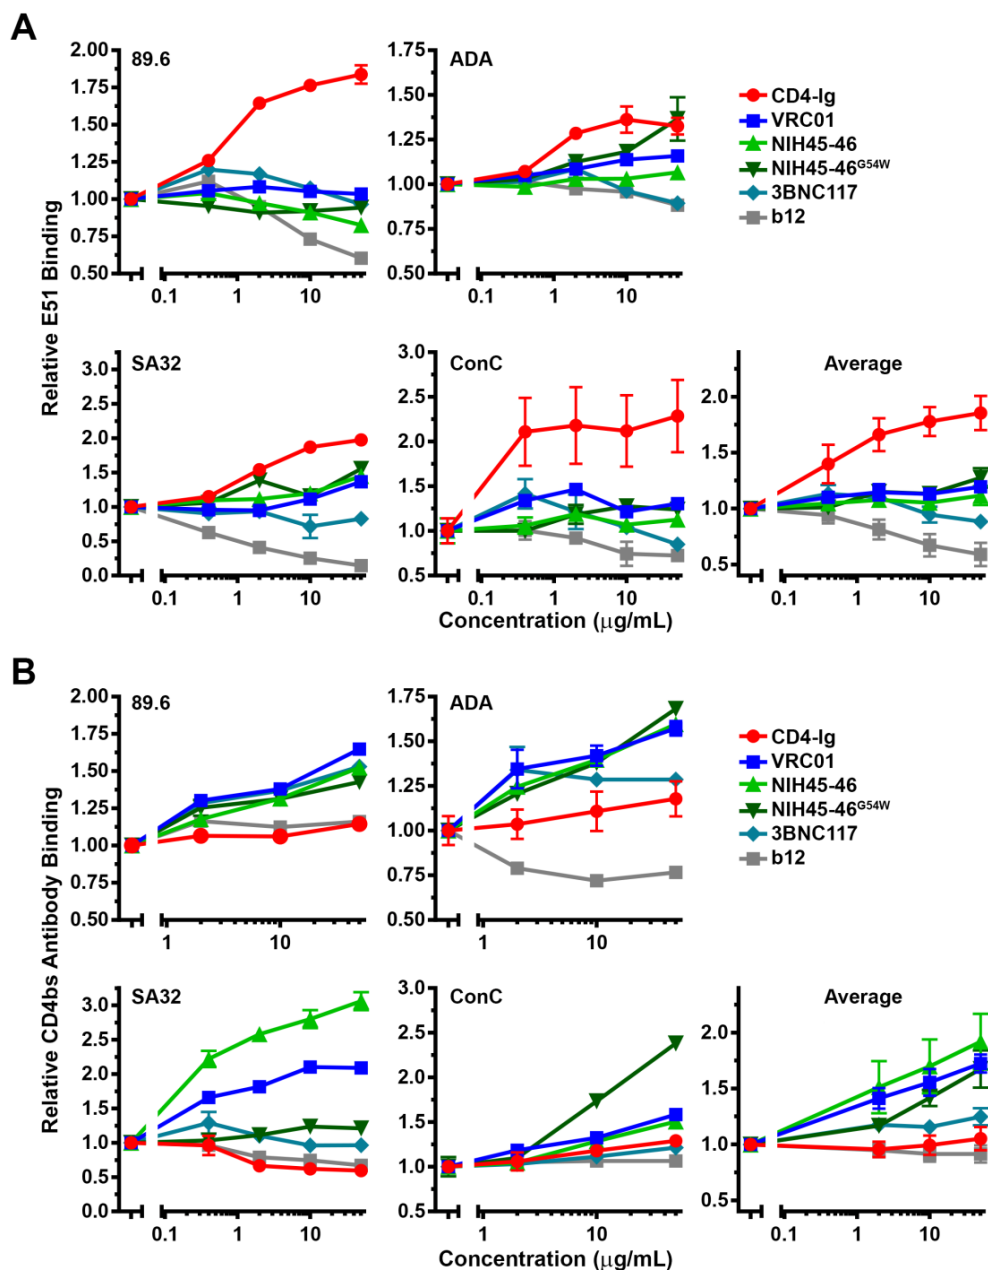 A
Relative E51 Binding
89.6
2.00
1.75
1.50
1.25
1.00
0.75
0.50
0.1 1 10
ADA
1.75
1.50
1.25
1.00
0.75
0.50
0.1 1 10
CD4-Ig
VRC01
NIH45-46
NIH45-46G54W
3BNC117
b12
SA32
3.0
2.5
2.0
1.5
1.0
0.5
0.0
0.1 1 10
ConC
3.0
2.5
2.0
1.5
1.0
0.5
0.1 1 10
Average
2.0
1.5
1.0
0.5
0.1 1 10
Concentration (μg/mL)
B
Relative CD4bs Antibody Binding
89.6
2.00
1.75
1.50
1.25
1.00
0.75
0.50
1 10
ADA
1.75
1.50
1.25
1.00
0.75
0.50
1 10
CD4-Ig
VRC01
NIH45-46
NIH45-46G54W
3BNC117
b12
SA32
3.0
2.5
2.0
1.5
1.0
0.5
0.0
0.1 1 10
ConC
3.0
2.5
2.0
1.5
1.0
0.5
1 10
Average
2.0
1.5
1.0
0.5
1 10
Concentration (μg/mL)